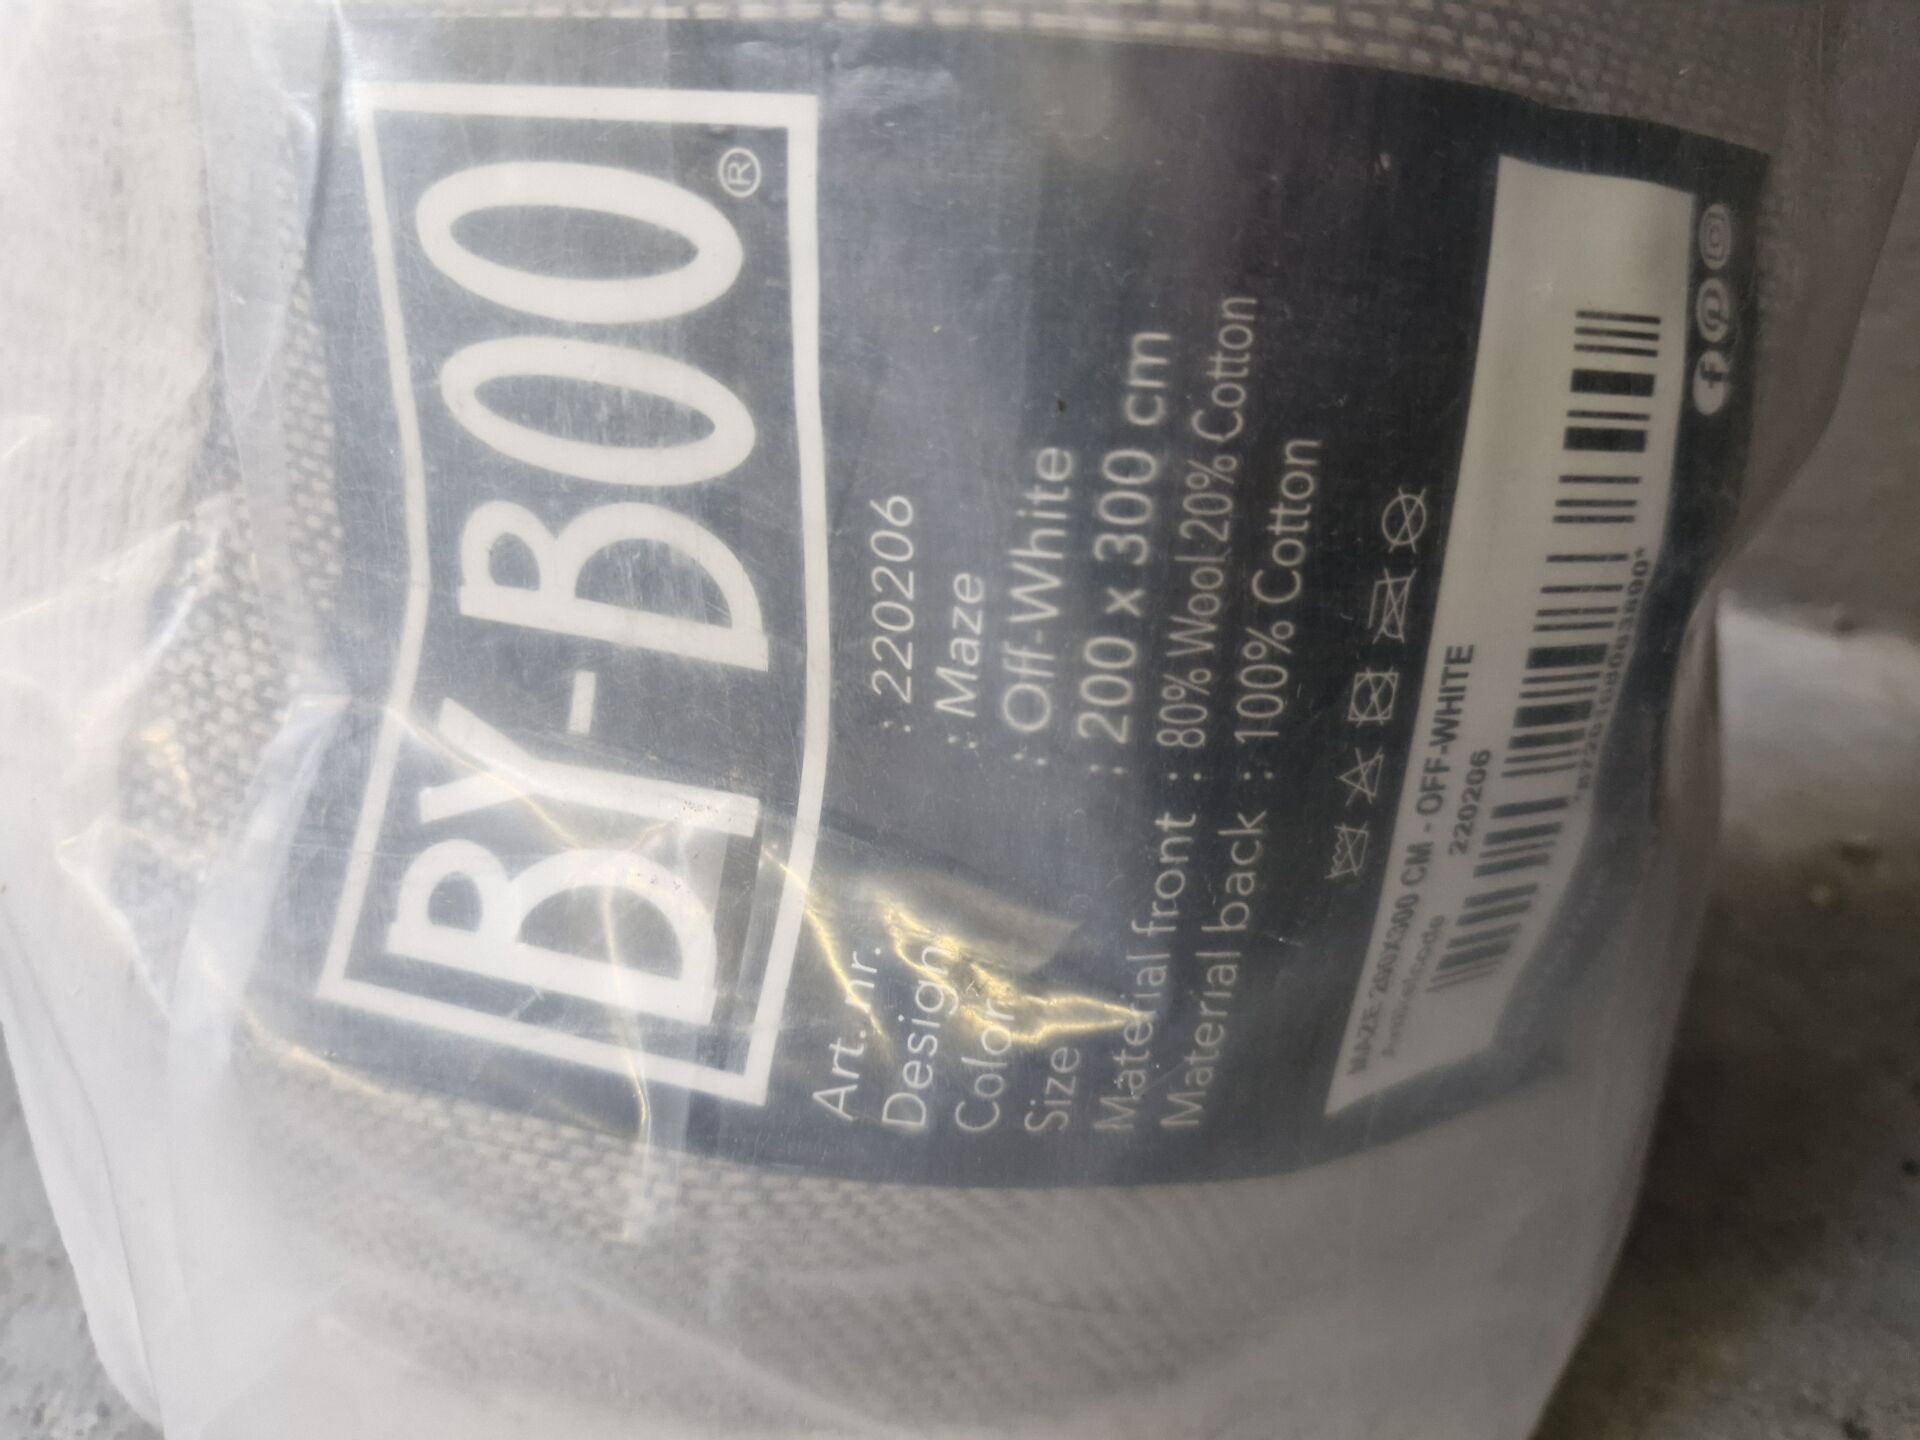 BY-BOO®
Art. nr. : 220206
Design : Maze
Color : Off-White
Size : 200 x 300 cm
Material front : 80% Wool 20% Cotton
Material back : 100% Cotton
MAZE 200X300 CM - OFF-WHITE
Artikelcode 220206